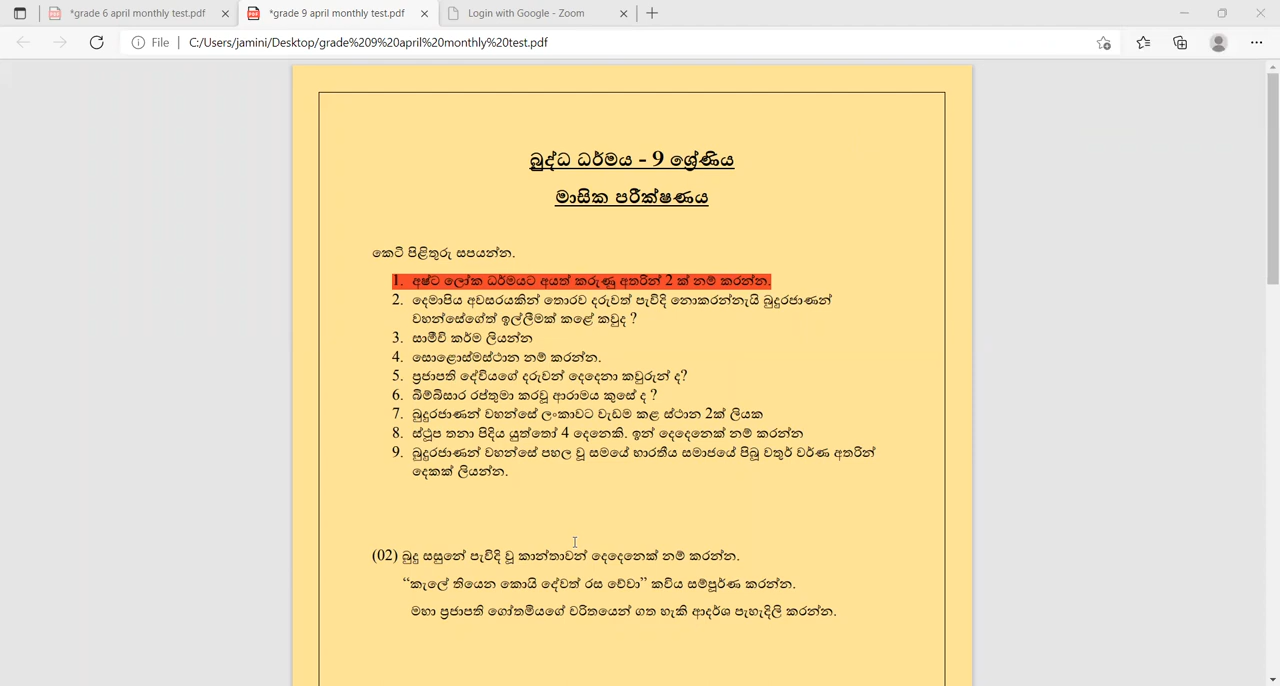 *grade 6 april monthly test.pdf
*grade 9 april monthly test.pdf
Login with Google - Zoom
File
C:/Users/jamini/Desktop/grade%209%20april%20monthly%20test.pdf
බුද්ධ ධර්මය - 9 ශ්‍රේණිය
මාසික පරීක්ෂණය
කෙටි පිළිතුරු සපයන්න.
1. අෂ්ට ලෝක ධර්මයට අයත් කරුණු අතරින් 2 ක් නම් කරන්න.
2. දෙමාපිය අවසරයකින් තොරව දරුවන් පැවිදි නොකරන්නැයි බුදුරජාණන්
වහන්සේගේත් ඉල්ලීමක් කළේ කවුද ?
3. සාමීචි කර්ම ලියන්න
4. සොළොස්මස්ථාන නම් කරන්න.
5. ප්‍රජාපති දේවියගේ දරුවන් දෙදෙනා කවුරුන් ද?
6. බිම්බිසාර රජතුමා කරවූ ආරාමය කුසේ ද ?
7. බුදුරජාණන් වහන්සේ ලංකාවට වැඩම කළ ස්ථාන 2ක් ලියක
8. ස්ථූප තනා පිදිය යුත්තෝ 4 දෙනෙකි. ඉන් දෙදෙනෙක් නම් කරන්න
9. බුදුරජාණන් වහන්සේ පහල වූ සමයේ භාරතීය සමාජයේ පිබූ චතුර් වර්ණ අතරින්
දෙකක් ලියන්න.
(02) බුදු සසුනේ පැවිදි වූ කාන්තාවන් දෙදෙනෙක් නම් කරන්න.
“කැලේ තියෙන කොයි දේවත් රස වේවා” කවිය සම්පූර්ණ කරන්න.
මහා ප්‍රජාපති ගෝතමියගේ චරිතයෙන් ගත හැකි ආදර්ශ පැහැදිලි කරන්න.